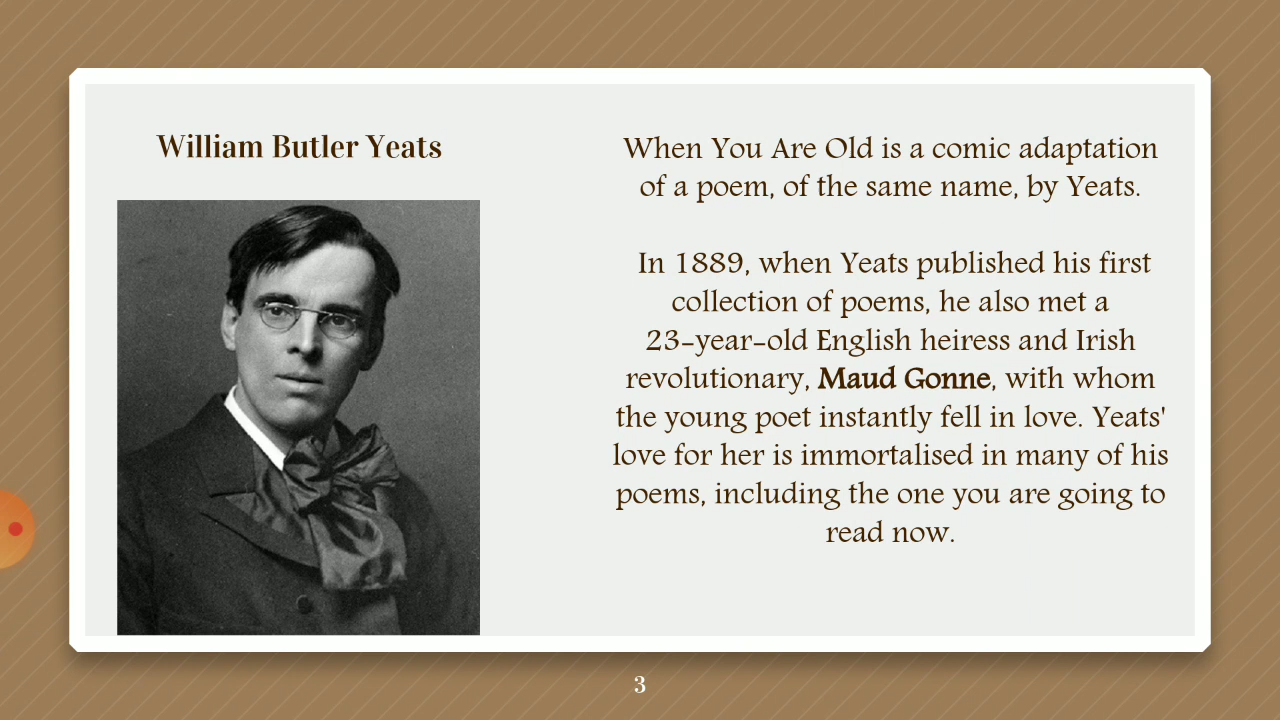 William Butler Yeats
When You Are Old is a comic adaptation
of a poem, of the same name, by Yeats.
In 1889, when Yeats published his first
collection of poems, he also met a
23-year-old English heiress and Irish
revolutionary, Maud Gonne, with whom
the young poet instantly fell in love. Yeats'
love for her is immortalised in many of his
poems, including the one you are going to
read now.
3